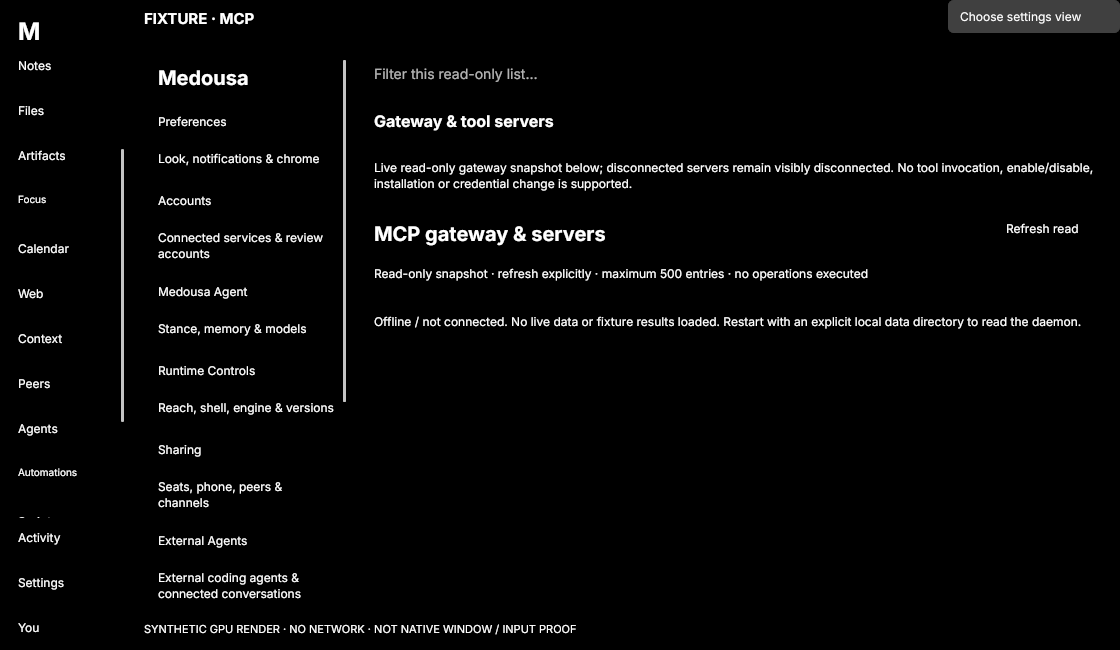 M
Notes
Files
Artifacts
Focus
Calendar
Web
Context
Peers
Agents
Automations
Activity
Settings
You
FIXTURE · MCP
Choose settings view
Medousa
Preferences
Look, notifications & chrome
Accounts
Connected services & review
accounts
Medousa Agent
Stance, memory & models
Runtime Controls
Reach, shell, engine & versions
Sharing
Seats, phone, peers &
channels
External Agents
External coding agents &
connected conversations
Filter this read-only list...
Gateway & tool servers
Live read-only gateway snapshot below; disconnected servers remain visibly disconnected. No tool invocation, enable/disable,
installation or credential change is supported.
MCP gateway & servers
Refresh read
Read-only snapshot · refresh explicitly · maximum 500 entries · no operations executed
Offline / not connected. No live data or fixture results loaded. Restart with an explicit local data directory to read the daemon.
SYNTHETIC GPU RENDER · NO NETWORK · NOT NATIVE WINDOW / INPUT PROOF